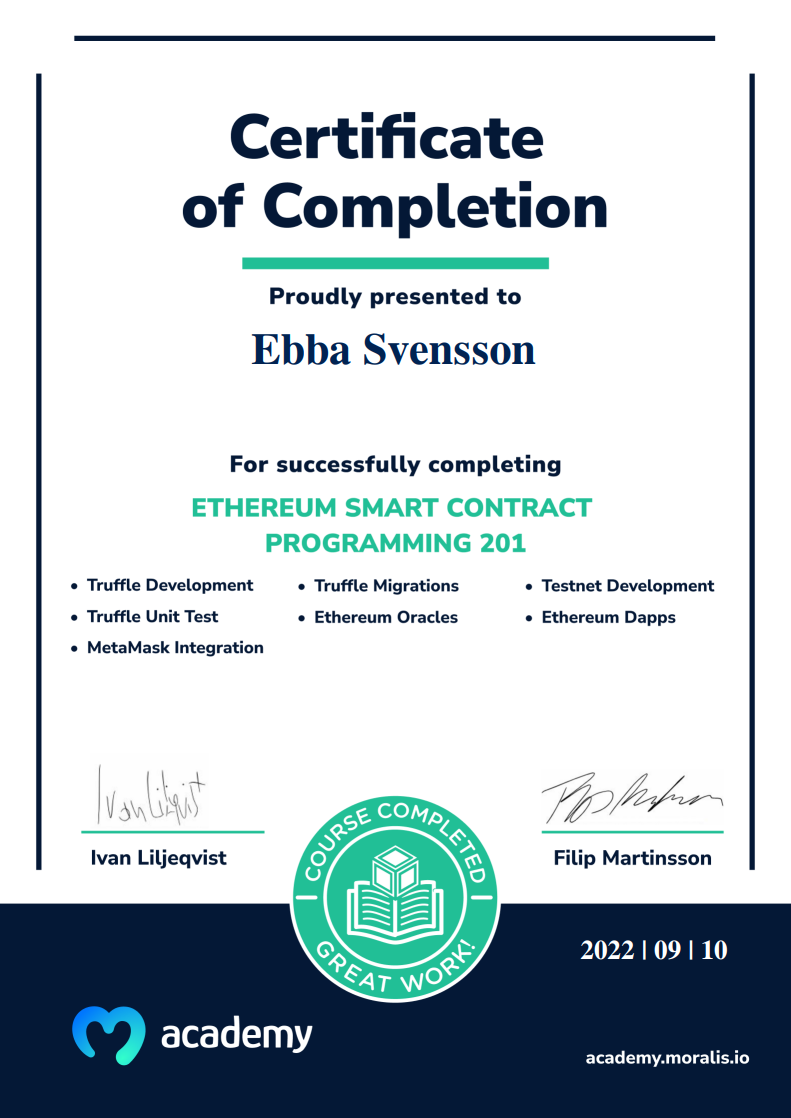 Certificate
of Completion
Proudly presented to
Ebba Svensson
For successfully completing
ETHEREUM SMART CONTRACT
PROGRAMMING 201
• Truffle Development
• Truffle Migrations
• Testnet Development
• Truffle Unit Test
• Ethereum Oracles
• Ethereum Dapps
• MetaMask Integration
Ivan Liljeqvist
Ivan Liljeqvist
Filip Martinsson
COURSE COMPLETED
GREAT WORK!
2022 | 09 | 10
academy
academy.moralis.io